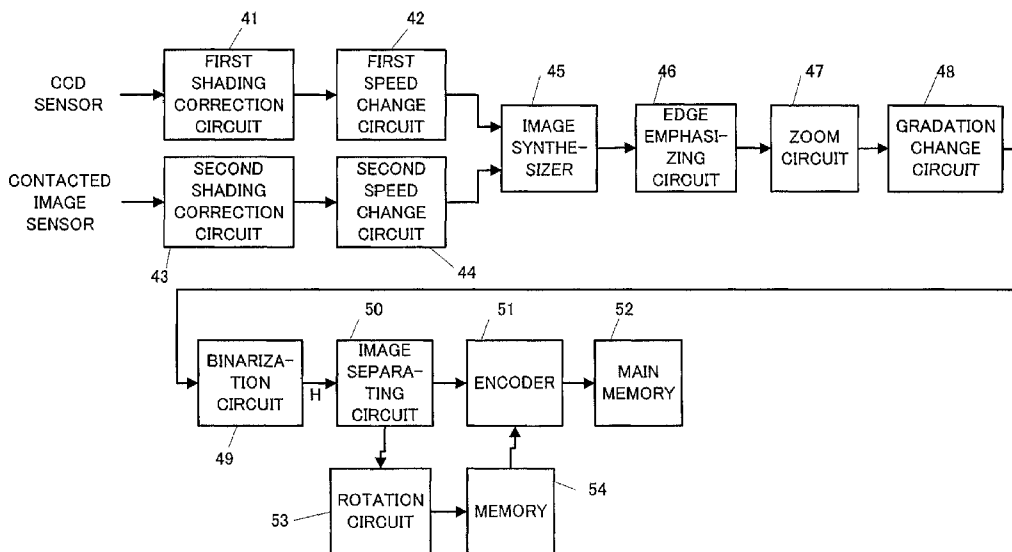 41
42
CCD
SENSOR
FIRST
SHADING
CORRECTION
CIRCUIT
FIRST
SPEED
CHANGE
CIRCUIT
45
46
47
48
IMAGE
SYNTHE-
SIZER
EDGE
EMPHASI-
ZING
CIRCUIT
ZOOM
CIRCUIT
GRADATION
CHANGE
CIRCUIT
CONTACTED
IMAGE
SENSOR
SECOND
SHADING
CORRECTION
CIRCUIT
SECOND
SPEED
CHANGE
CIRCUIT
43
44
50
51
52
BINARIZA-
TION
CIRCUIT
H
IMAGE
SEPARA-
TING
CIRCUIT
ENCODER
MAIN
MEMORY
49
53
ROTATION
CIRCUIT
MEMORY
54